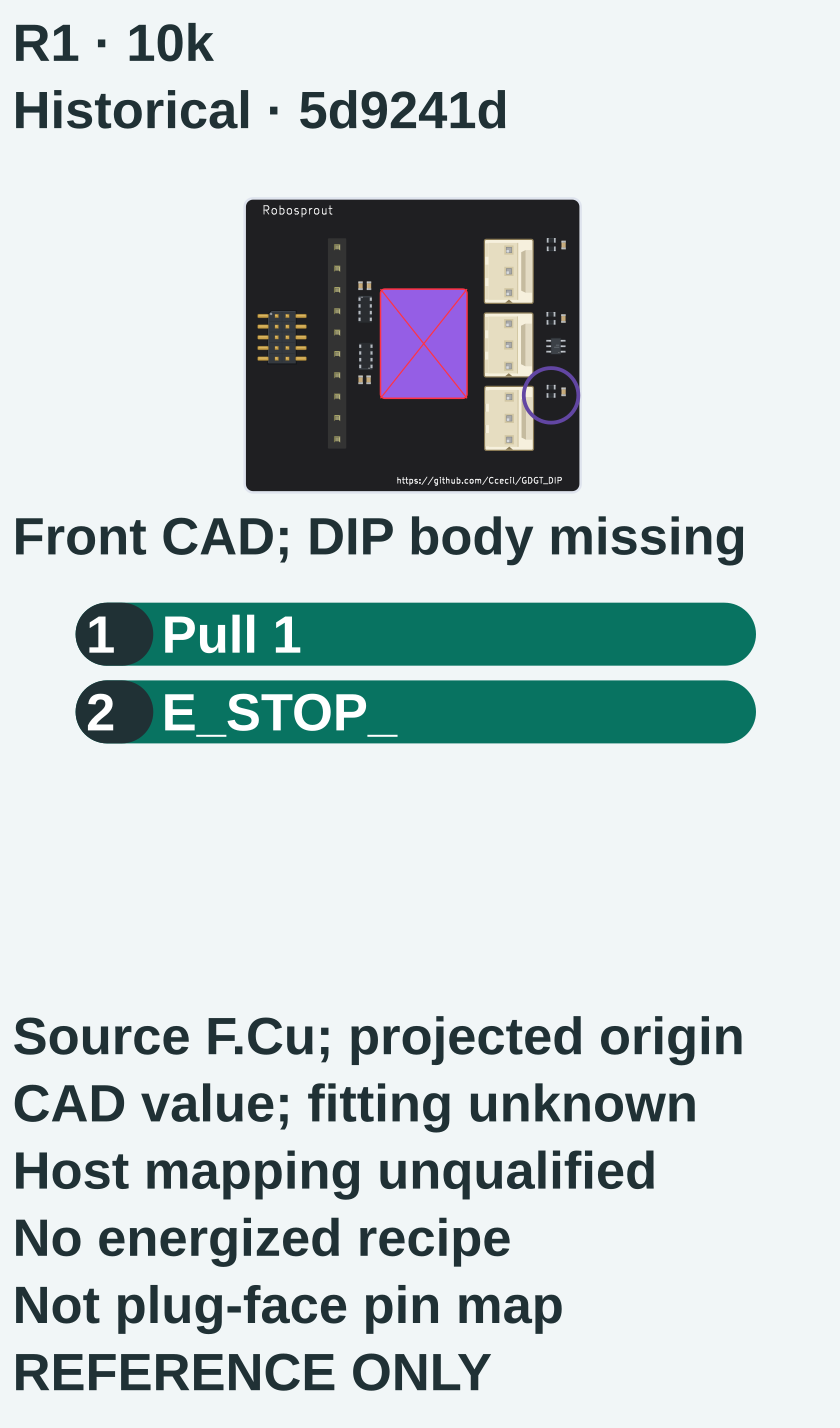 R1 · 10k
Historical · 5d9241d
Robosprout
https://github.com/Ccecil/GDGT_DIP
Front CAD; DIP body missing
1 Pull 1
2 E_STOP_
Source F.Cu; projected origin
CAD value; fitting unknown
Host mapping unqualified
No energized recipe
Not plug-face pin map
REFERENCE ONLY